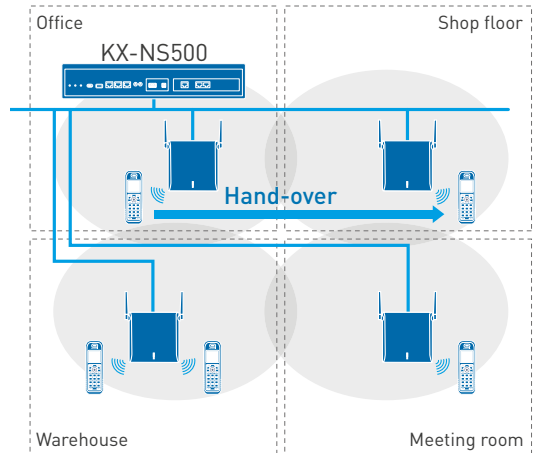 Office
Shop floor
KX-NS500
Hand-over
Warehouse
Meeting room